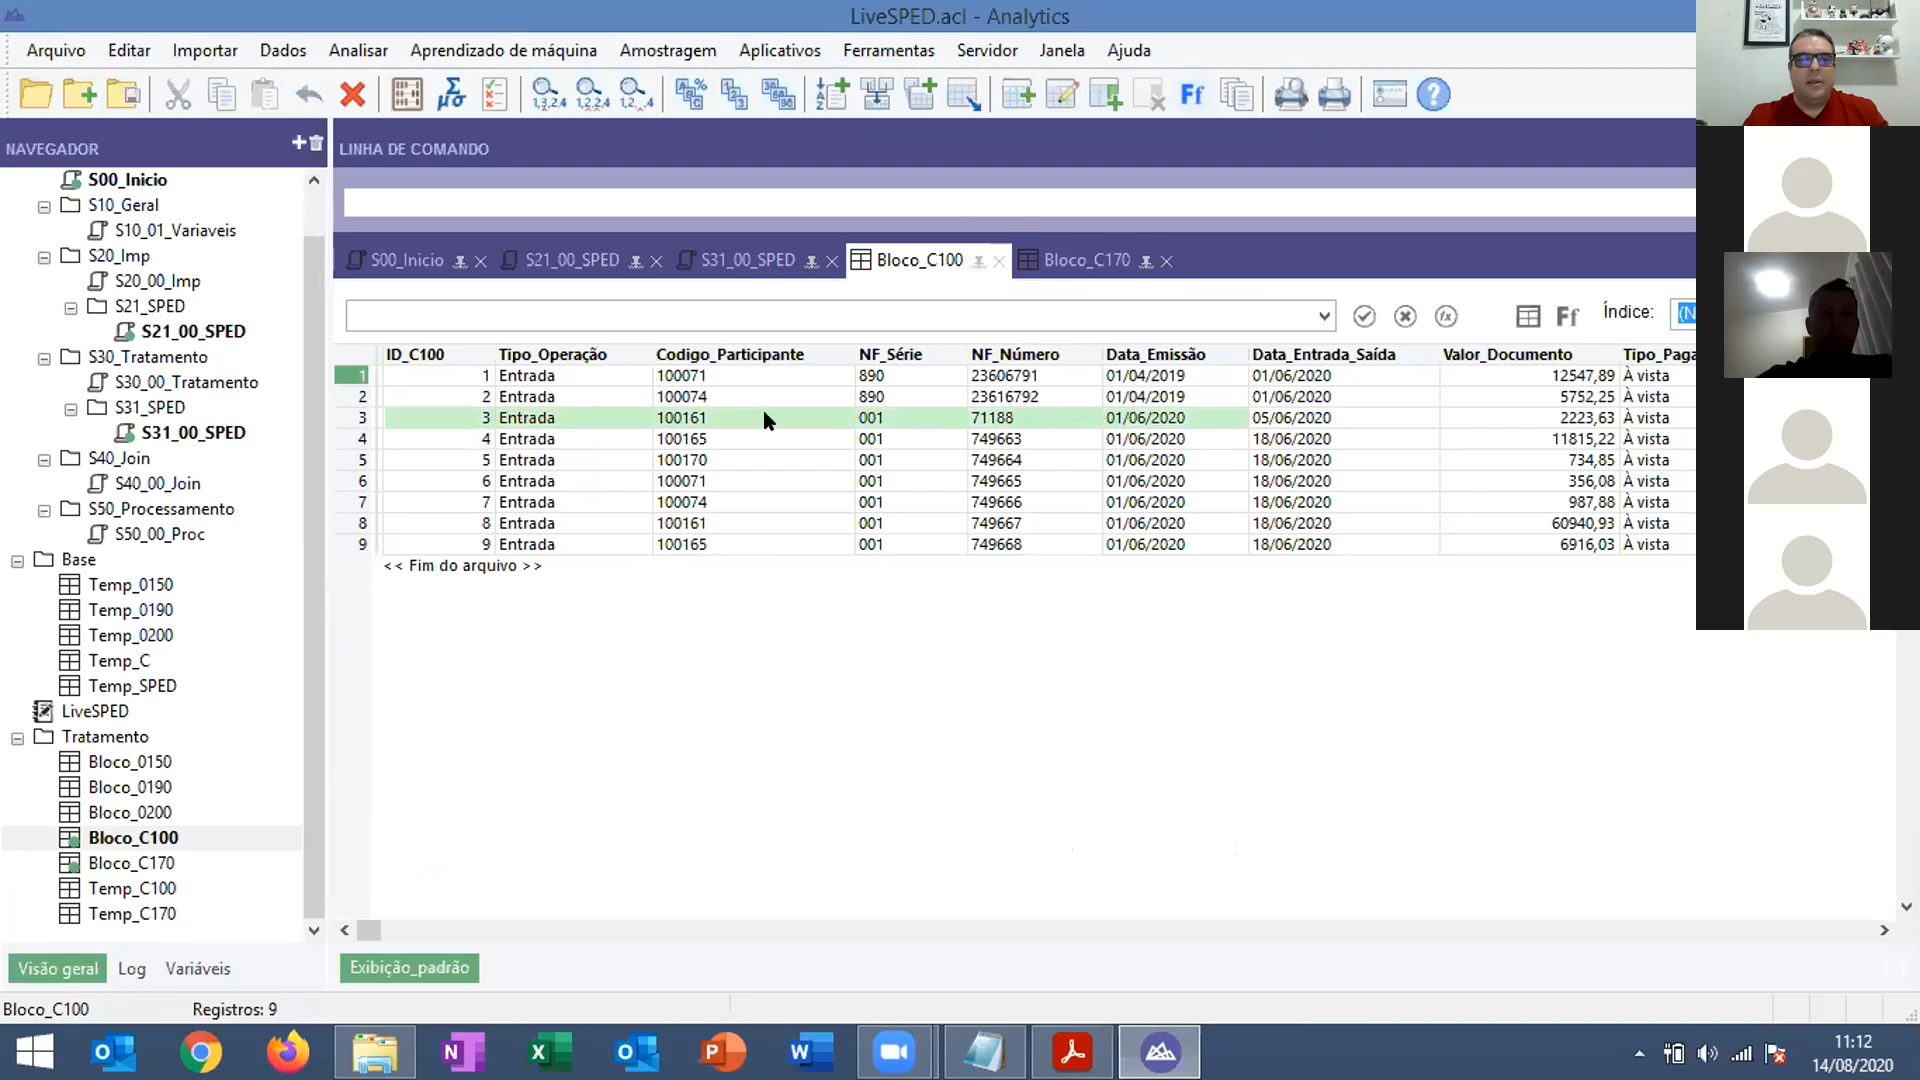 LiveSPED.acl - Analytics
Arquivo Editar Importar Dados Analisar Aprendizado de máquina Amostragem Aplicativos Ferramentas Servidor Janela Ajuda
NAVEGADOR
S00_Inicio
S10_Geral
S10_01_Variaveis
S20_Imp
S20_00_Imp
S21_SPED
S21_00_SPED
S30_Tratamento
S30_00_Tratamento
S31_SPED
S31_00_SPED
S40_Join
S40_00_Join
S50_Processamento
S50_00_Proc
Base
Temp_0150
Temp_0190
Temp_0200
Temp_C
Temp_SPED
LiveSPED
Tratamento
Bloco_0150
Bloco_0190
Bloco_0200
Bloco_C100
Bloco_C170
Temp_C100
Temp_C170
Visão geral Log Variáveis
LINHA DE COMANDO
S00_Inicio S21_00_SPED S31_00_SPED Bloco_C100 Bloco_C170
Ff Índice: (N
ID_C100 Tipo_Operação Codigo_Participante NF_Série NF_Número Data_Emissão Data_Entrada_Saída Valor_Documento Tipo_Paga
1 1 Entrada 100071 890 23606791 01/04/2019 01/06/2020 12547,89 À vista
2 2 Entrada 100074 890 23616792 01/04/2019 01/06/2020 5752,25 À vista
3 3 Entrada 100161 001 71188 01/06/2020 05/06/2020 2223,63 À vista
4 4 Entrada 100165 001 749663 01/06/2020 18/06/2020 11815,22 À vista
5 5 Entrada 100170 001 749664 01/06/2020 18/06/2020 734,85 À vista
6 6 Entrada 100071 001 749665 01/06/2020 18/06/2020 356,08 À vista
7 7 Entrada 100074 001 749666 01/06/2020 18/06/2020 987,88 À vista
8 8 Entrada 100161 001 749667 01/06/2020 18/06/2020 60940,93 À vista
9 9 Entrada 100165 001 749668 01/06/2020 18/06/2020 6916,03 À vista
<< Fim do arquivo >>
Exibição_padrão
Bloco_C100 Registros: 9
11:12
14/08/2020